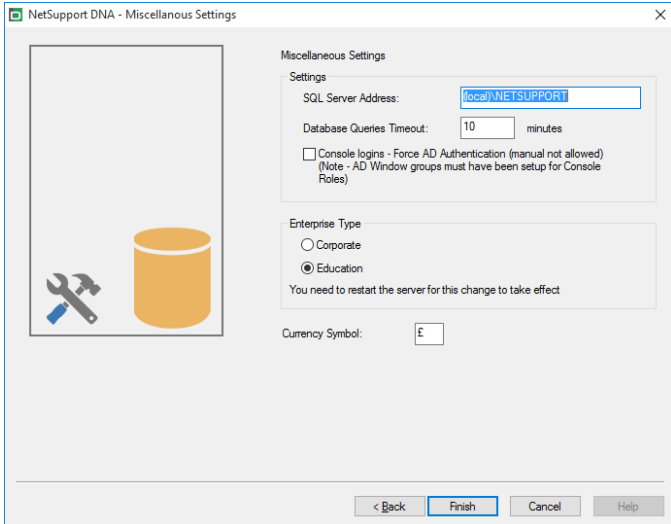 NetSupport DNA - Miscellanous Settings
Miscellaneous Settings
Settings
SQL Server Address: (local)\NETSUPPORT
Database Queries Timeout: 10 minutes
Console logins - Force AD Authentication (manual not allowed)
(Note - AD Window groups must have been setup for Console
Roles)
Enterprise Type
Corporate
Education
You need to restart the server for this change to take effect
Currency Symbol: £
< Back Finish Cancel Help